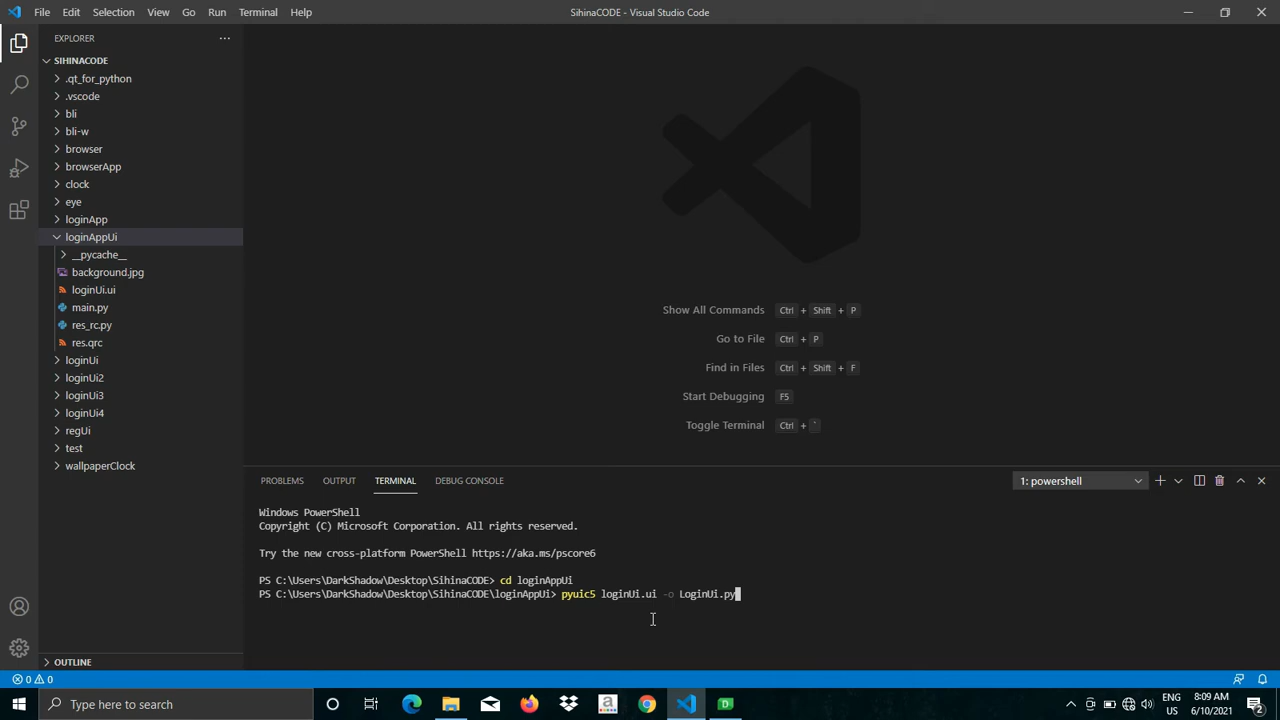 File Edit Selection View Go Run Terminal Help
SihinaCODE - Visual Studio Code
EXPLORER
SIHINACODE
.qt_for_python
.vscode
bli
bli-w
browser
browserApp
clock
eye
loginApp
loginAppUi
__pycache__
background.jpg
loginUi.ui
main.py
res_rc.py
res.qrc
loginUi
loginUi2
loginUi3
loginUi4
regUi
test
wallpaperClock
OUTLINE
Show All Commands Ctrl + Shift + P
Go to File Ctrl + P
Find in Files Ctrl + Shift + F
Start Debugging F5
Toggle Terminal Ctrl + `
PROBLEMS OUTPUT TERMINAL DEBUG CONSOLE
1: powershell
Windows PowerShell
Copyright (C) Microsoft Corporation. All rights reserved.
Try the new cross-platform PowerShell https://aka.ms/pscore6
PS C:\Users\DarkShadow\Desktop\SihinaCODE> cd loginAppUi
PS C:\Users\DarkShadow\Desktop\SihinaCODE\loginAppUi> pyuic5 loginUi.ui -o LoginUi.py
0 0
Type here to search
a
D
ENG
US
8:09 AM
6/10/2021
2